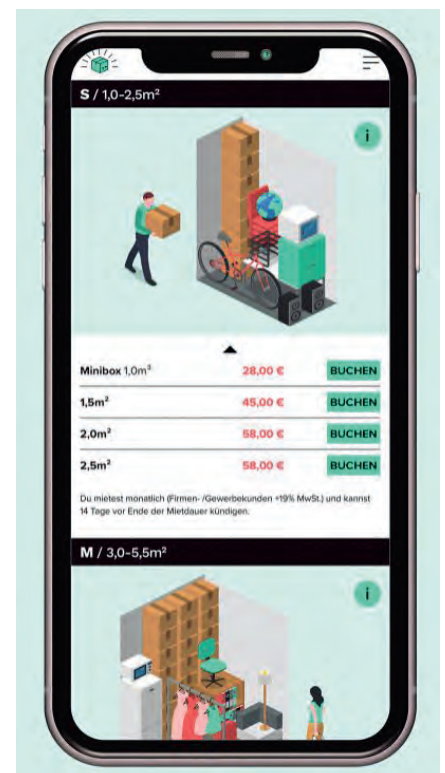 S / 1,0-2,5m²
i
Minibox 1,0m² 28,00 € BUCHEN
1,5m² 45,00 € BUCHEN
2,0m² 58,00 € BUCHEN
2,5m² 58,00 € BUCHEN
Du mietest monatlich (Firmen- /Gewerbekunden +19% MwSt.) und kannst
14 Tage vor Ende der Mietdauer kündigen.
M / 3,0-5,5m²
i